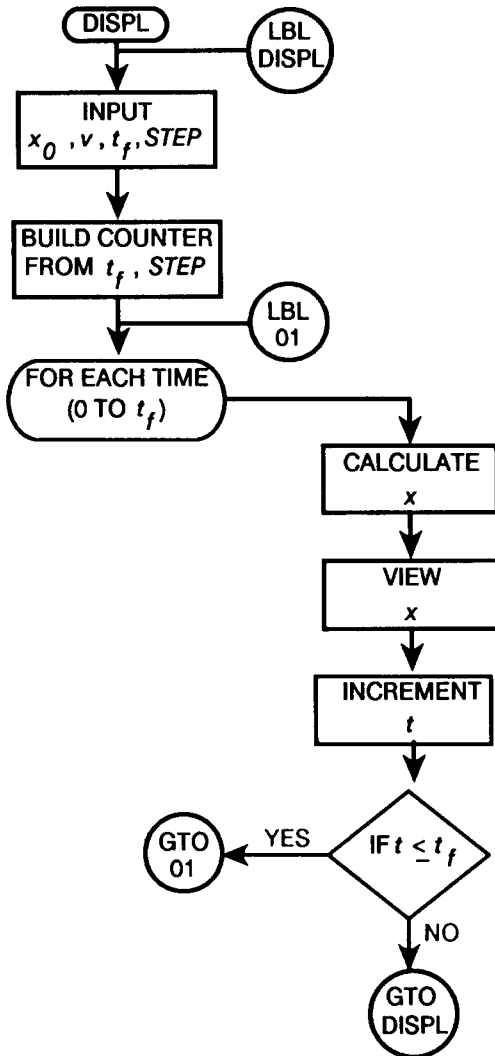 DISPL
LBL
DISPL
INPUT
x0 , v, tf, STEP
BUILD COUNTER
FROM tf , STEP
LBL
01
FOR EACH TIME
(0 TO tf)
CALCULATE
x
VIEW
x
INCREMENT
t
IF t ≤ tf
YES
GTO
01
NO
GTO
DISPL